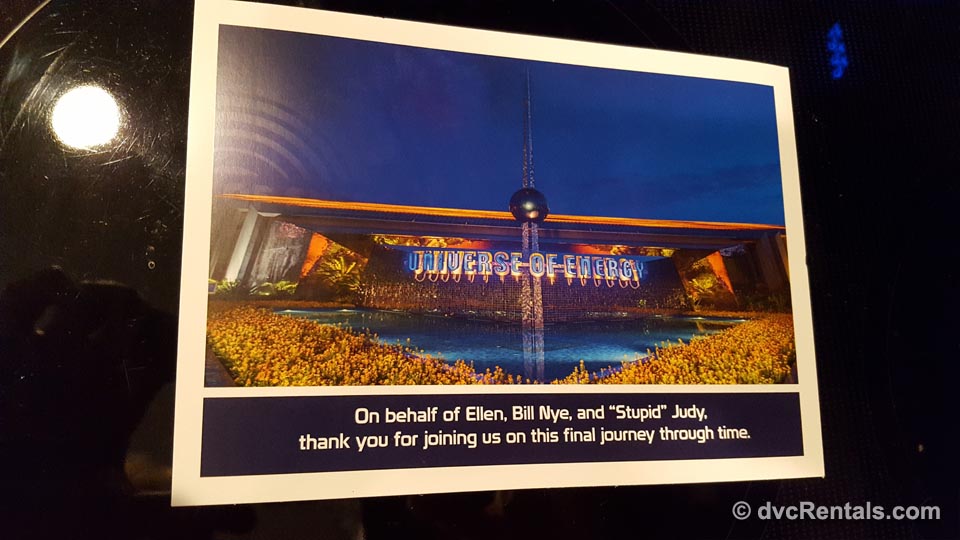 UNIVERSE OF ENERGY
On behalf of Ellen, Bill Nye, and “Stupid” Judy,
thank you for joining us on this final journey through time.
© dvcRentals.com